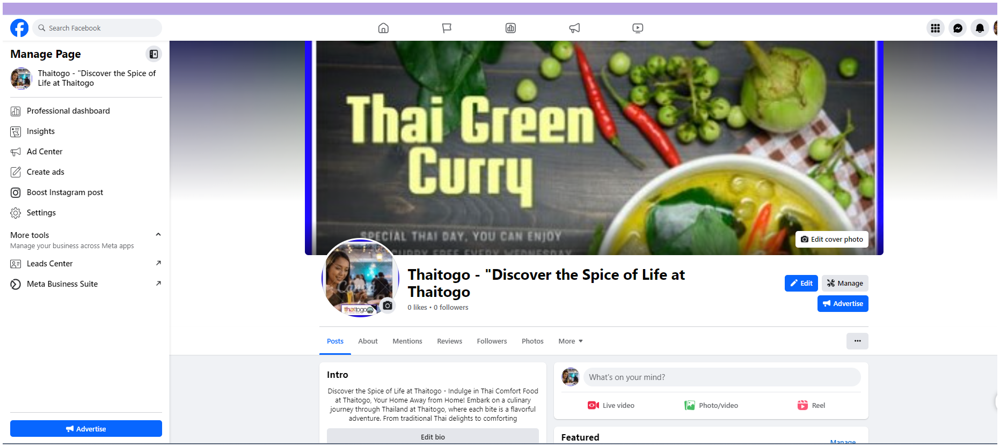 Search Facebook
Manage Page
Thaitogo - "Discover the Spice of
Life at Thaitogo
Professional dashboard
Insights
Ad Center
Create ads
Boost Instagram post
Settings
More tools
Manage your business across Meta apps
Leads Center
Meta Business Suite
Advertise
Thai Green
Curry
SPECIAL THAI DAY, YOU CAN ENJOY
CURRY FREE EVERY WEDNESDAY
Edit cover photo
Canva
thaitogo
Thaitogo - "Discover the Spice of Life at
Thaitogo
0 likes • 0 followers
Edit
Manage
Advertise
Posts
About
Mentions
Reviews
Followers
Photos
More
Intro
Discover the Spice of Life at Thaitogo - Indulge in Thai Comfort Food
at Thaitogo, Your Home Away from Home! Embark on a culinary
journey through Thailand at Thaitogo, where each bite is a flavorful
adventure. From traditional Thai delights to comforting
Edit bio
What's on your mind?
Live video
Photo/video
Reel
Featured
Manage